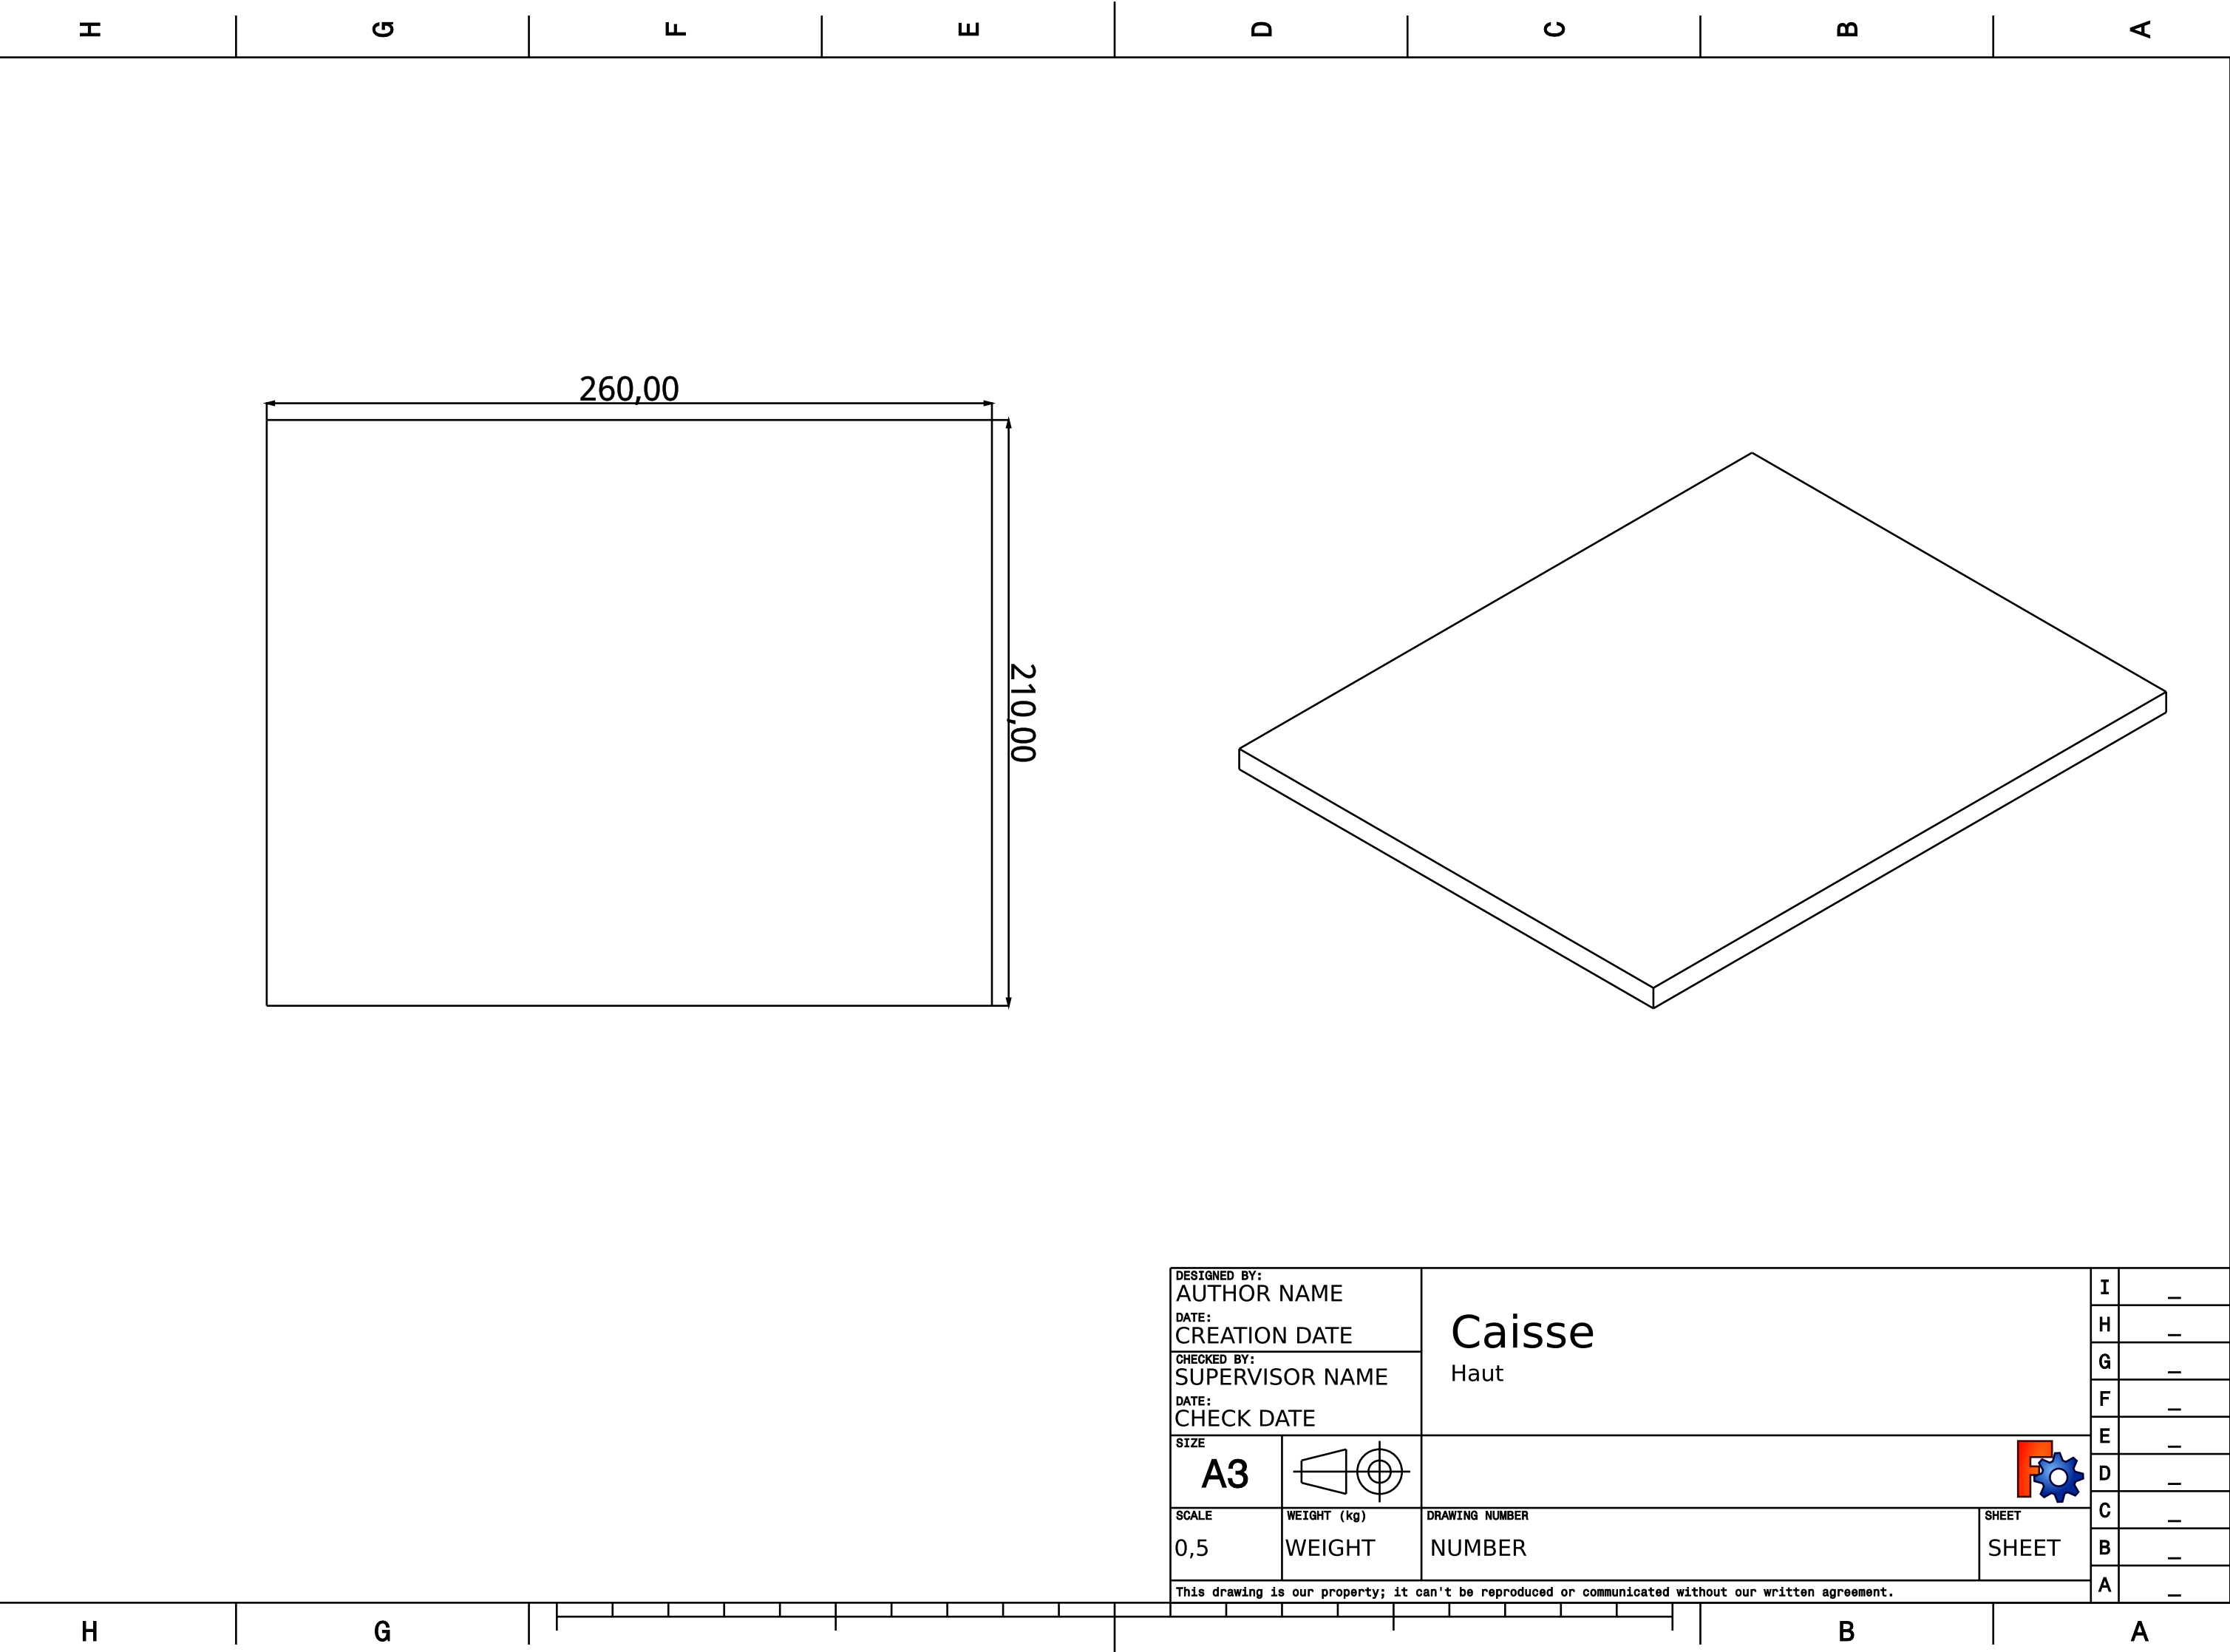 H G F E D C B A
260,00
210,00
DESIGNED BY:
AUTHOR NAME
DATE:
CREATION DATE
CHECKED BY:
SUPERVISOR NAME
DATE:
CHECK DATE
Caisse
Haut
SIZE
A3
SCALE
0,5
WEIGHT (kg)
WEIGHT
DRAWING NUMBER
NUMBER
SHEET
SHEET
This drawing is our property; it can't be reproduced or communicated without our written agreement.
I _
H _
G _
F _
E _
D _
C _
B _
A _
H G B A